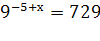 9⁻⁵⁺ˣ = 729